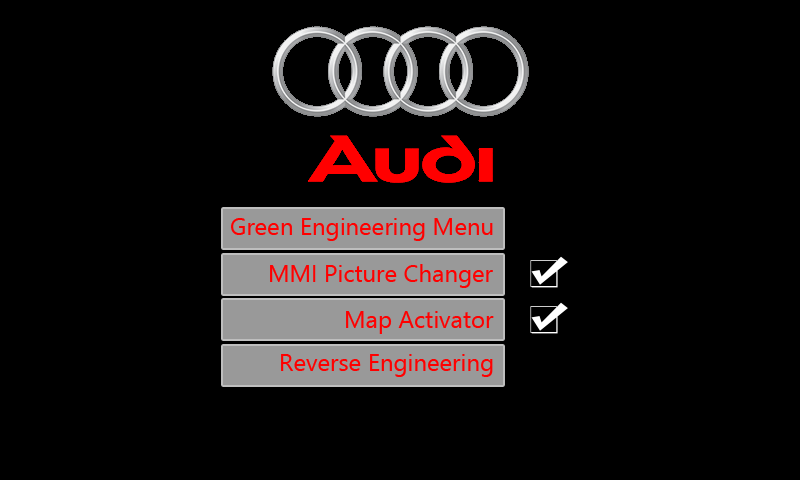 Audi
Green Engineering Menu
MMI Picture Changer
Map Activator
Reverse Engineering